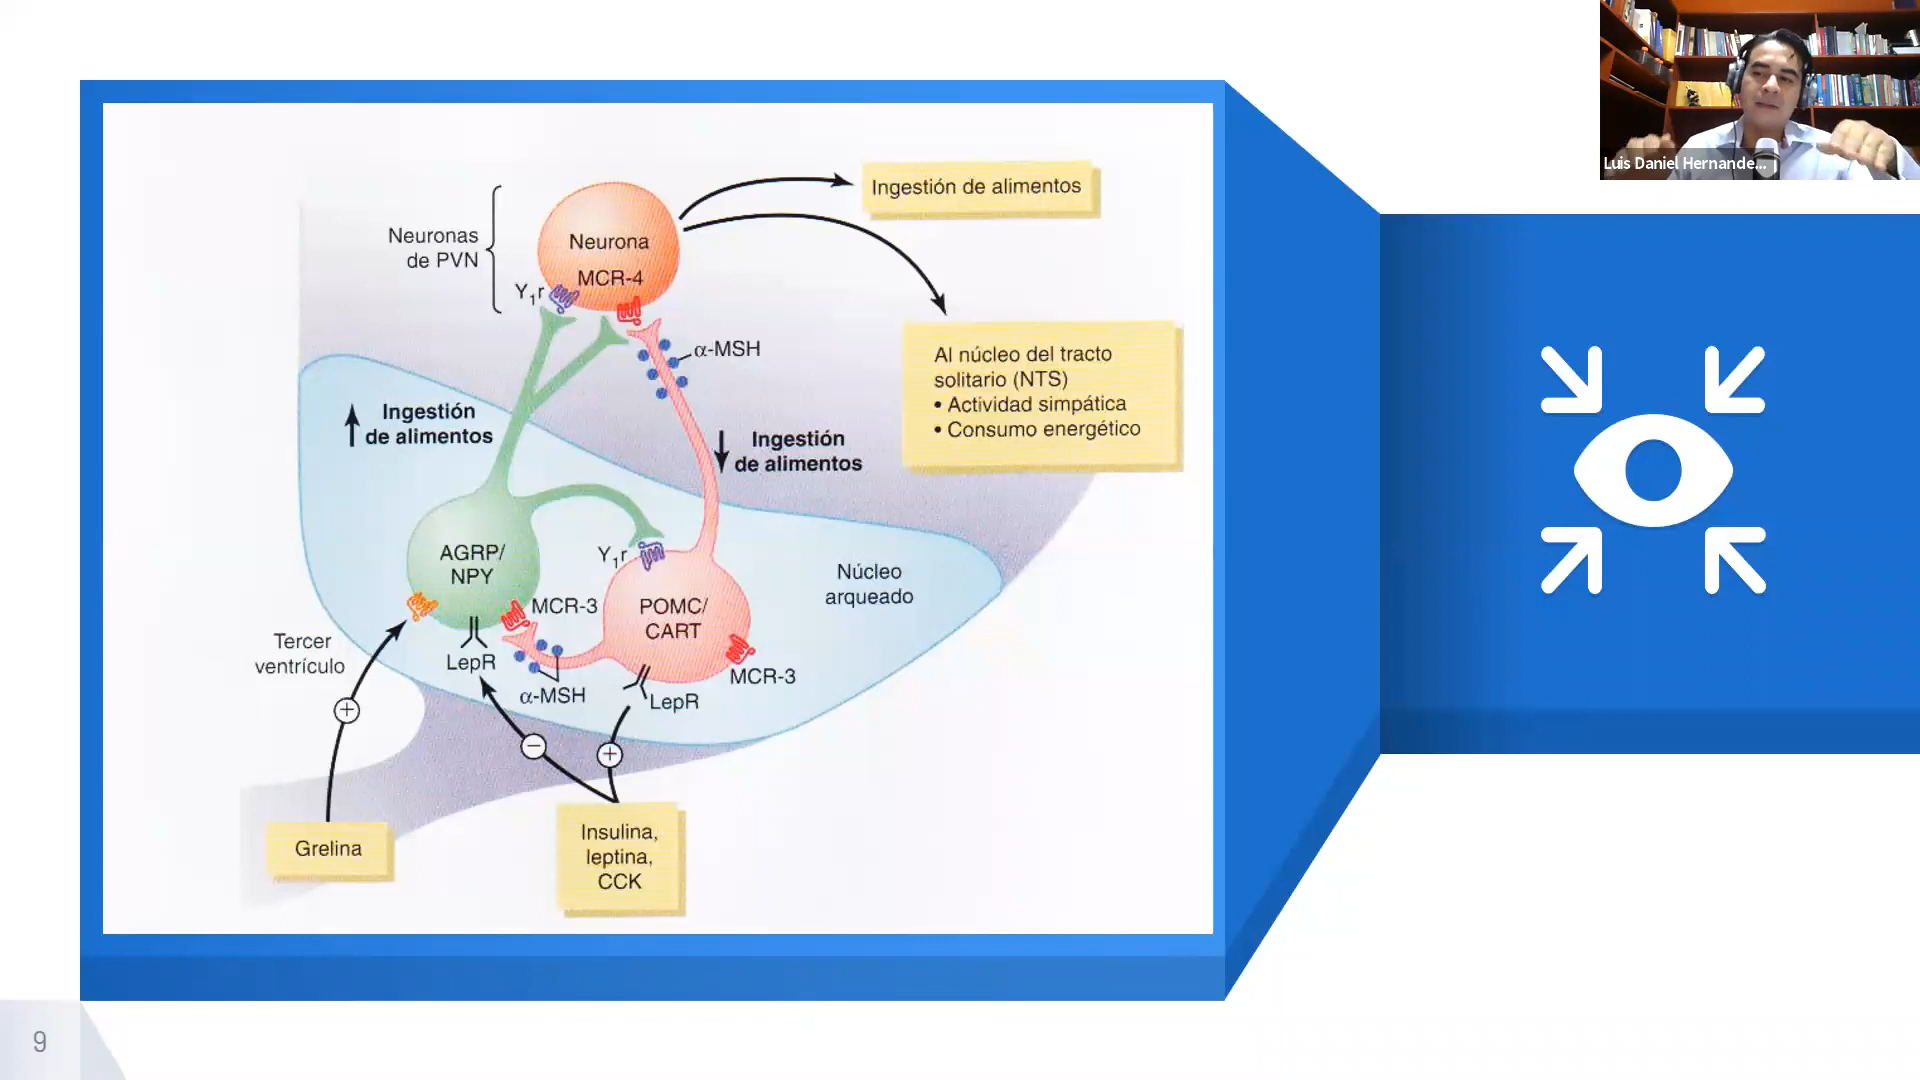 Luis Daniel Hernande...
Ingestión de alimentos
Neuronas
de PVN
Neurona
MCR-4
Y1r
α-MSH
Al núcleo del tracto
solitario (NTS)
• Actividad simpática
• Consumo energético
Ingestión
de alimentos
Ingestión
de alimentos
AGRP/
NPY
Y1r
Núcleo
arqueado
MCR-3
POMC/
CART
Tercer
ventrículo
LepR
α-MSH
LepR
MCR-3
+
−
+
Grelina
Insulina,
leptina,
CCK
9